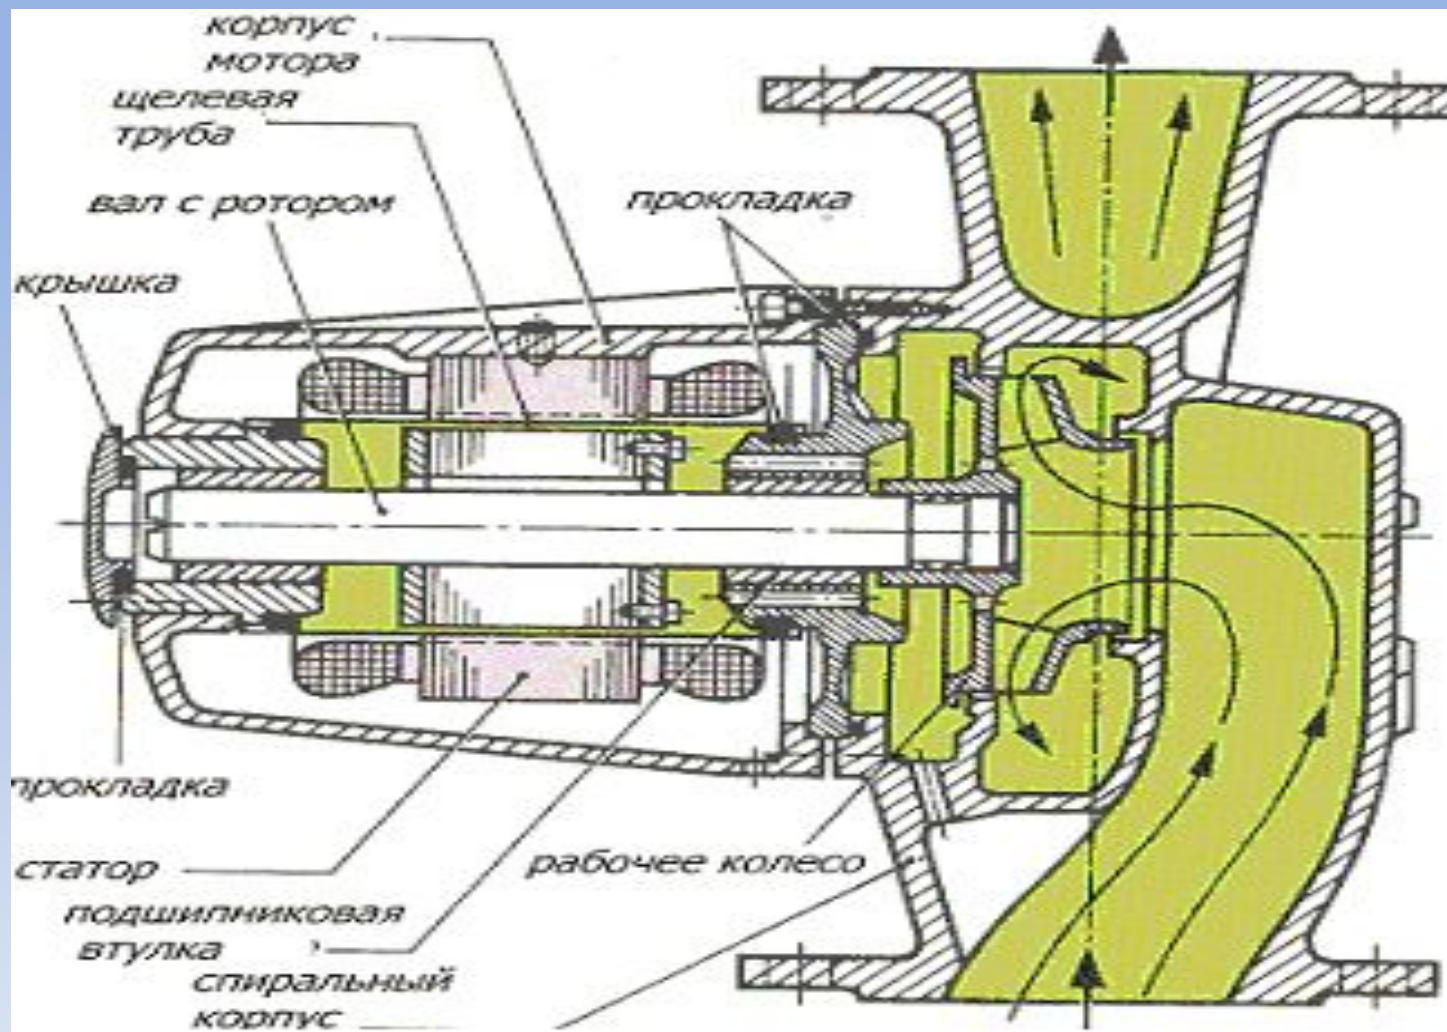 корпус
мотора
щелевая
труба
вал с ротором
прокладка
крышка
прокладка
статор
рабочее колесо
подшипниковая
втулка
спиральный
корпус